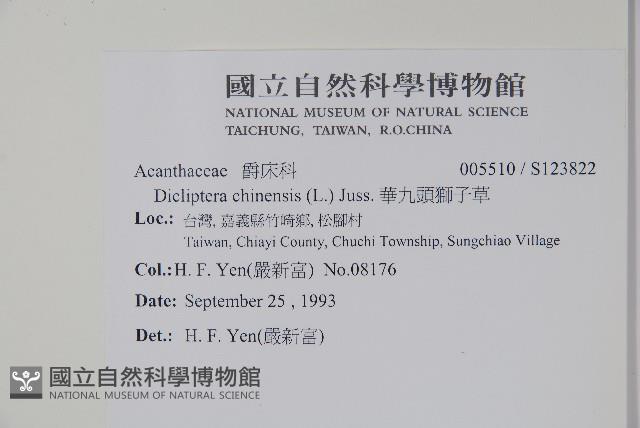 國立自然科學博物館
NATIONAL MUSEUM OF NATURAL SCIENCE
TAICHUNG, TAIWAN, R.O.CHINA
Acanthaceae 爵床科 005510 / S123822
Dicliptera chinensis (L.) Juss. 華九頭獅子草
Loc.: 台灣, 嘉義縣竹崎鄉, 松腳村
Taiwan, Chiayi County, Chuchi Township, Sungchiao Village
Col.: H. F. Yen(嚴新富) No.08176
Date: September 25 , 1993
Det.: H. F. Yen(嚴新富)
國立自然科學博物館
NATIONAL MUSEUM OF NATURAL SCIENCE